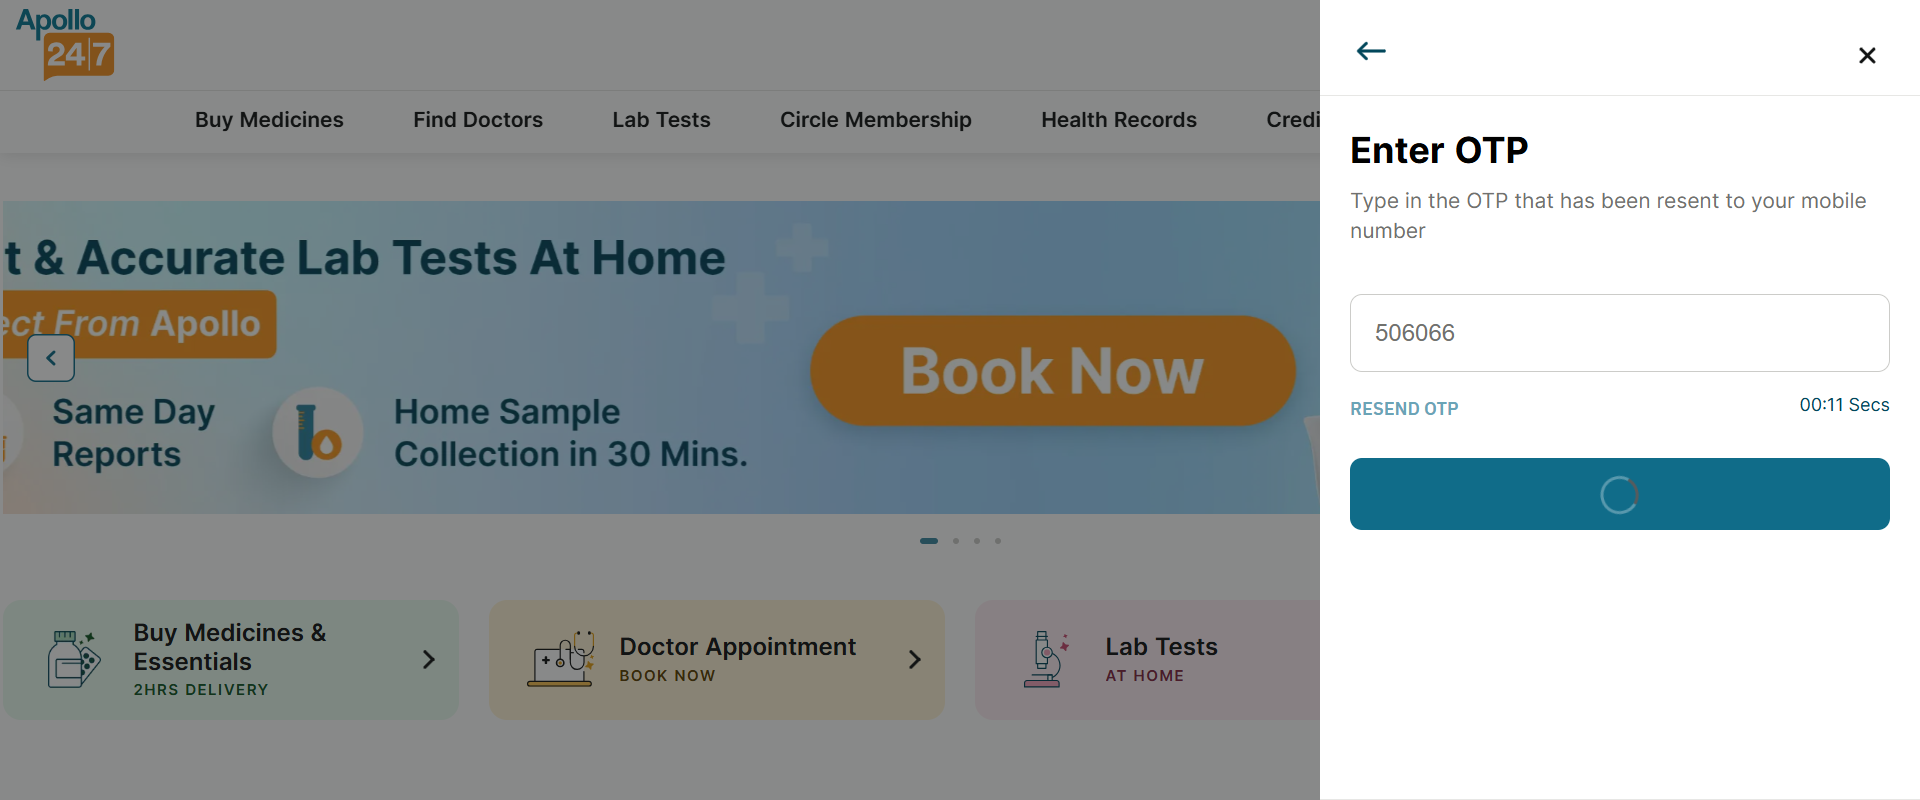 Apollo
24|7
Buy Medicines
Find Doctors
Lab Tests
Circle Membership
Health Records
t & Accurate Lab Tests At Home
From Apollo
Same Day
Reports
Home Sample
Collection in 30 Mins.
Book Now
Buy Medicines &
Essentials
2HRS DELIVERY
Doctor Appointment
BOOK NOW
Lab Tests
AT HOME
Enter OTP
Type in the OTP that has been resent to your mobile
number
506066
RESEND OTP
00:11 Secs